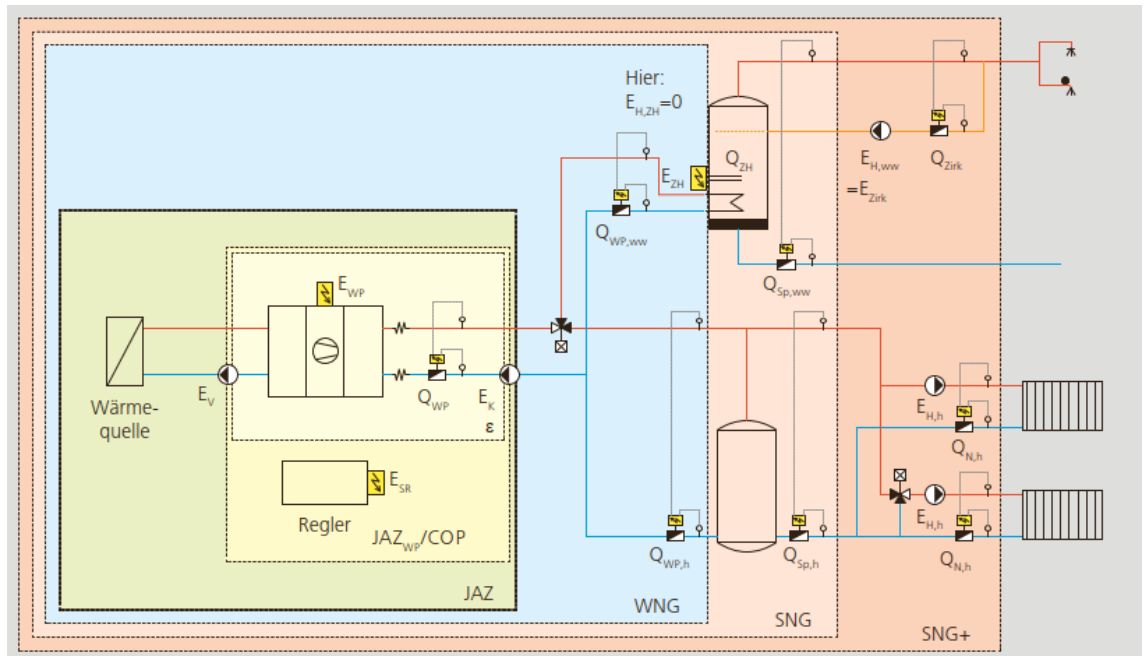 Hier:
E_H,ZH=0
E_ZH
Q_ZH
E_H,ww
=E_Zirk
Q_Zirk
Q_WP,ww
Q_Sp,ww
E_WP
E_V
Q_WP
E_K
ε
Wärme-
quelle
E_SR
Regler
JAZ_WP/COP
JAZ
E_H,h
Q_N,h
E_H,h
Q_N,h
Q_WP,h
Q_Sp,h
WNG
SNG
SNG+